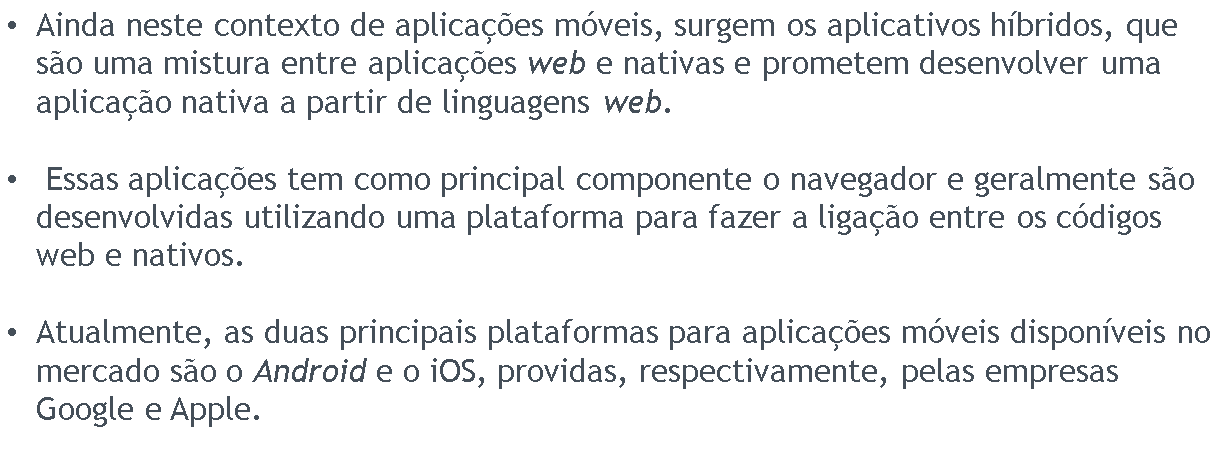 • Ainda neste contexto de aplicações móveis, surgem os aplicativos híbridos, que
são uma mistura entre aplicações web e nativas e prometem desenvolver uma
aplicação nativa a partir de linguagens web.
• Essas aplicações tem como principal componente o navegador e geralmente são
desenvolvidas utilizando uma plataforma para fazer a ligação entre os códigos
web e nativos.
• Atualmente, as duas principais plataformas para aplicações móveis disponíveis no
mercado são o Android e o iOS, providas, respectivamente, pelas empresas
Google e Apple.